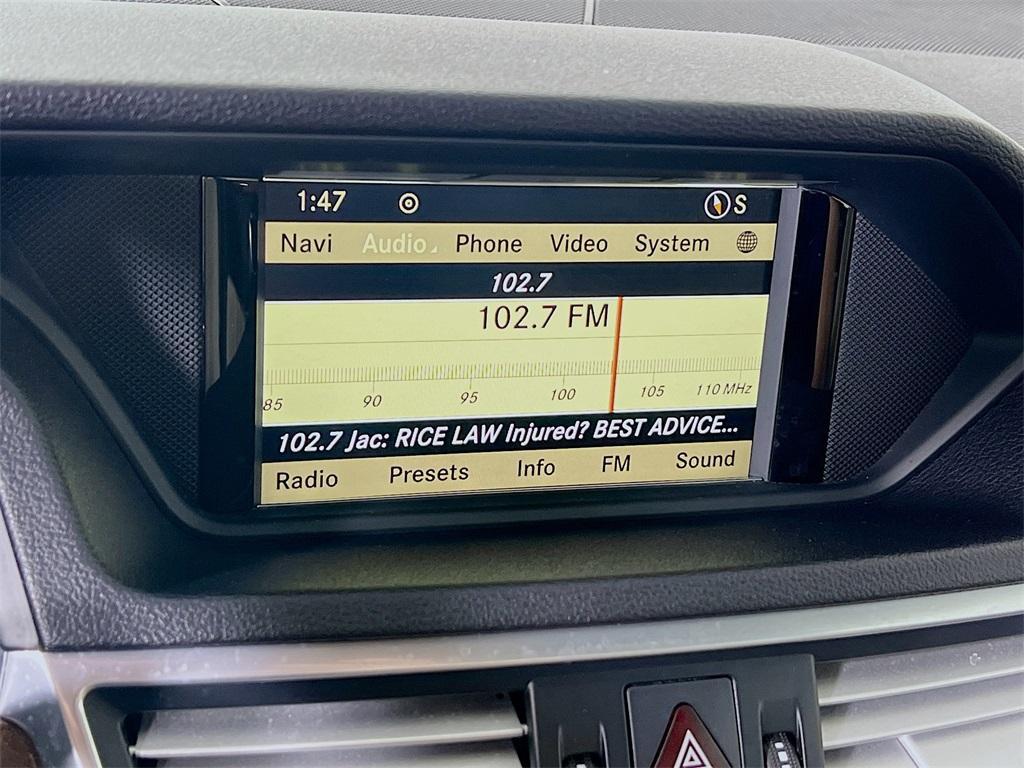 1:47 S
Navi Audio Phone Video System
102.7
102.7 FM
85 90 95 100 105 110 MHz
102.7 Jac: RICE LAW Injured? BEST ADVICE...
Radio Presets Info FM Sound